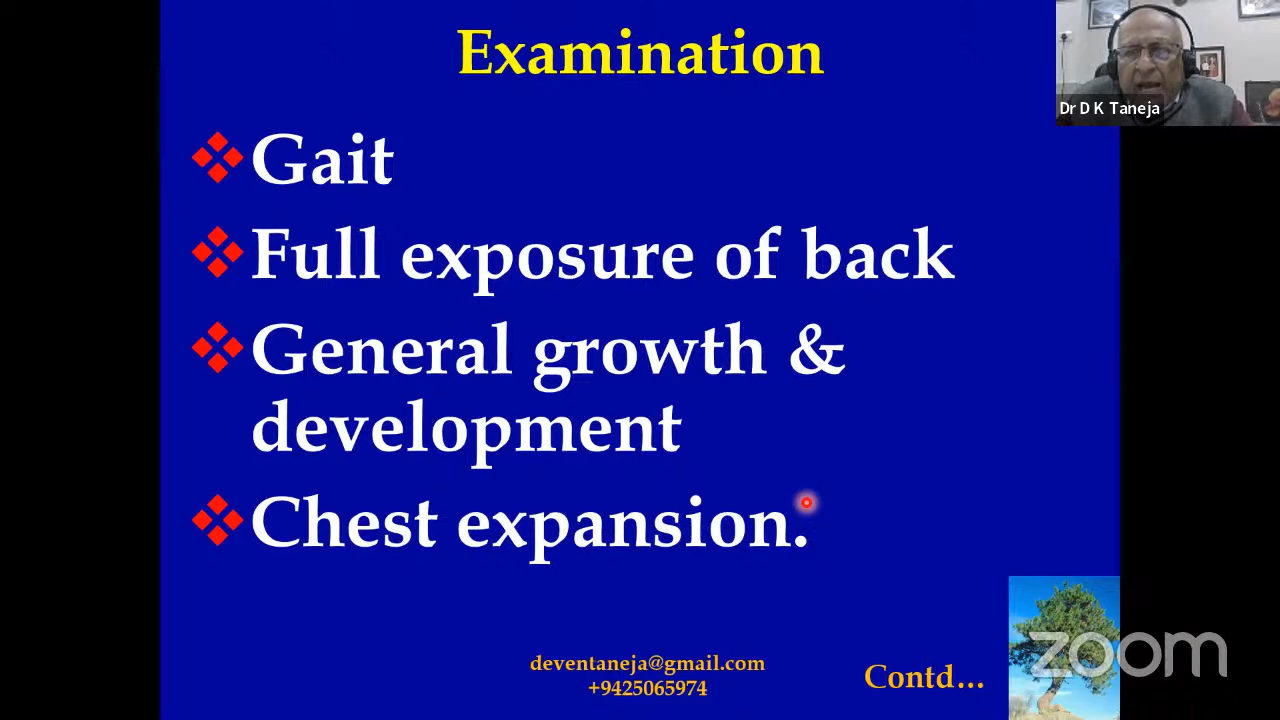 Examination
Dr D K Taneja
❖Gait
❖Full exposure of back
❖General growth &
development
❖Chest expansion.
deventaneja@gmail.com
+9425065974
Contd...
zoom